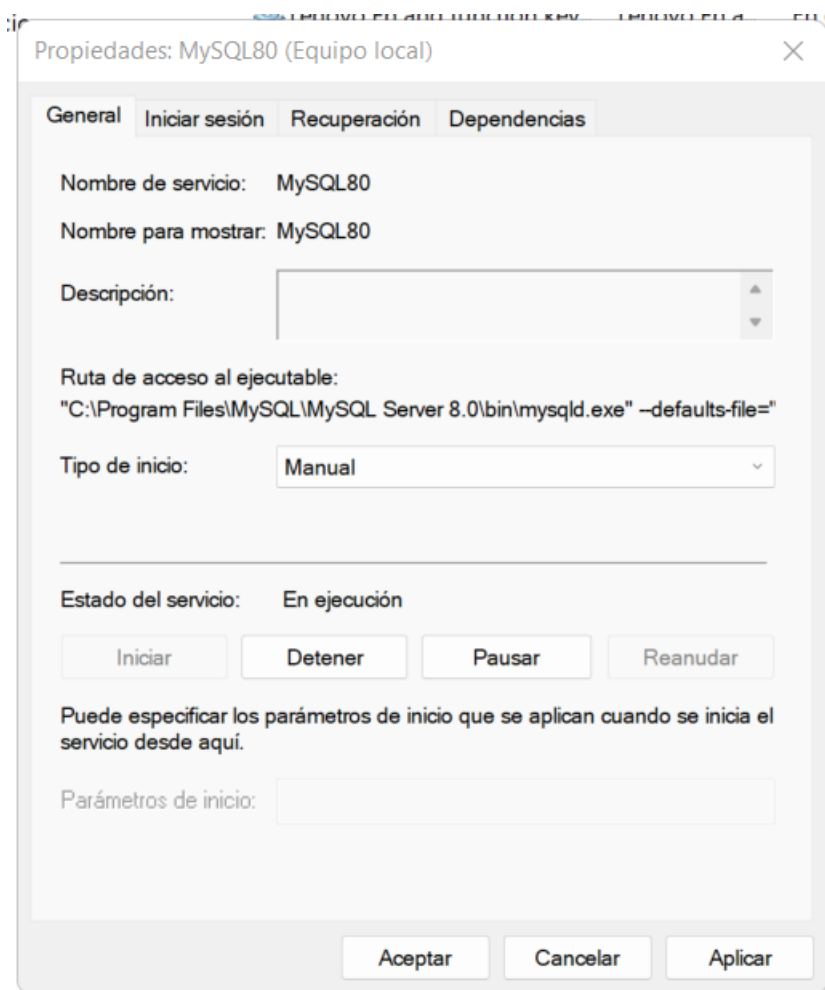 Propiedades: MySQL80 (Equipo local)
General Iniciar sesión Recuperación Dependencias
Nombre de servicio: MySQL80
Nombre para mostrar: MySQL80
Descripción:
Ruta de acceso al ejecutable:
"C:\Program Files\MySQL\MySQL Server 8.0\bin\mysqld.exe" --defaults-file="
Tipo de inicio: Manual
Estado del servicio: En ejecución
Iniciar Detener Pausar Reanudar
Puede especificar los parámetros de inicio que se aplican cuando se inicia el
servicio desde aquí.
Parámetros de inicio:
Aceptar Cancelar Aplicar